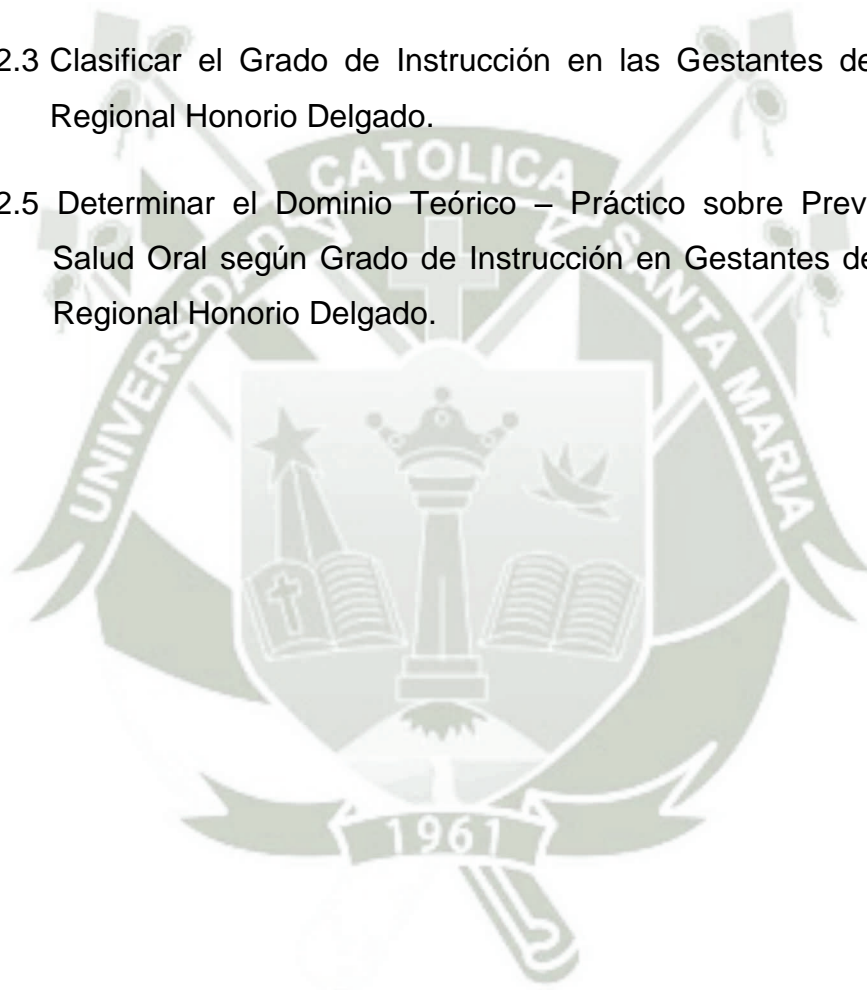 2.3 Clasificar el Grado de Instrucción en las Gestantes de
Regional Honorio Delgado.
2.5 Determinar el Dominio Teórico – Práctico sobre Prev
Salud Oral según Grado de Instrucción en Gestantes de
Regional Honorio Delgado.
UNIVERSIDAD CATOLICA SANTA MARIA
1961